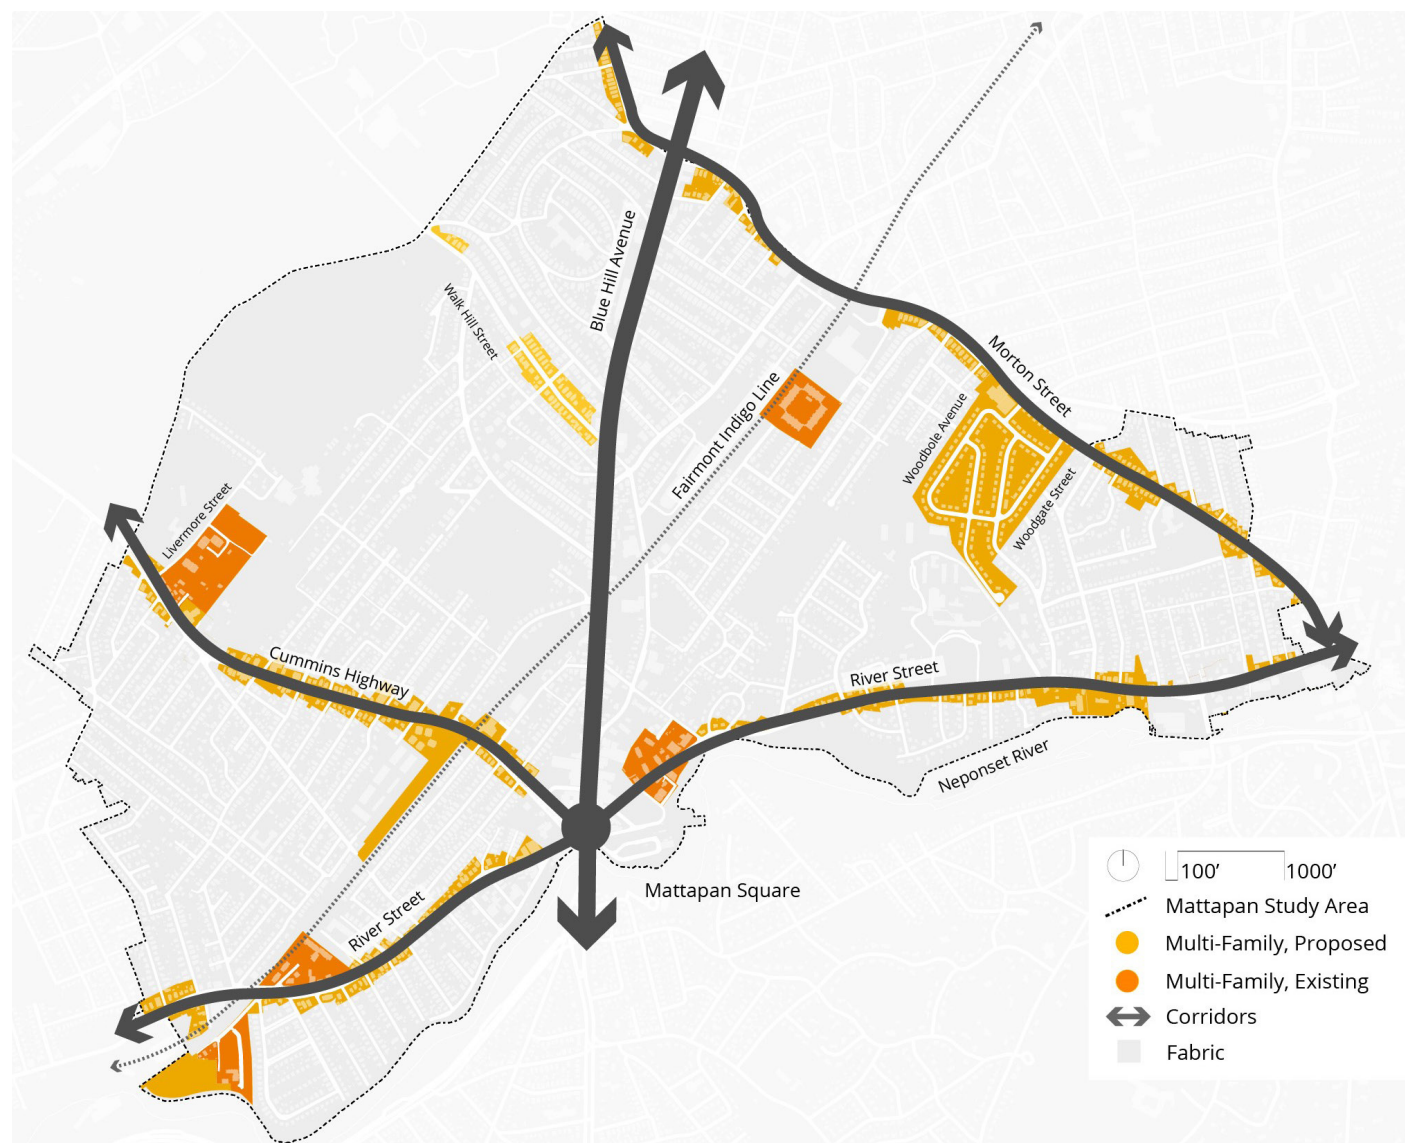 Blue Hill Avenue
Walk Hill Street
Fairmont Indigo Line
Morton Street
Woodbole Avenue
Woodgate Street
Livermore Street
Cummins Highway
River Street
Neponset River
River Street
Mattapan Square
100’ 1000’
Mattapan Study Area
Multi-Family, Proposed
Multi-Family, Existing
Corridors
Fabric